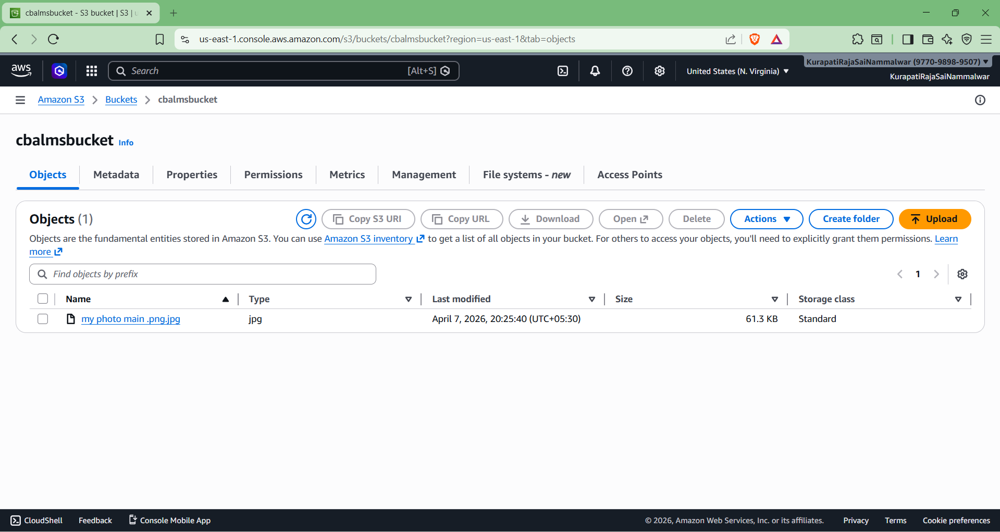 cbalmsbucket - S3 bucket | S3 |
us-east-1.console.aws.amazon.com/s3/buckets/cbalmsbucket?region=us-east-1&tab=objects
aws
Search [Alt+S]
United States (N. Virginia)
KurapatiRajaSaiNammalwar (9770-9898-9507)
KurapatiRajaSaiNammalwar
Amazon S3 Buckets cbalmsbucket
cbalmsbucket Info
Objects Metadata Properties Permissions Metrics Management File systems - new Access Points
Objects (1) Copy S3 URI Copy URL Download Open Delete Actions Create folder Upload
Objects are the fundamental entities stored in Amazon S3. You can use Amazon S3 inventory to get a list of all objects in your bucket. For others to access your objects, you'll need to explicitly grant them permissions. Learn
more
Find objects by prefix 1
Name Type Last modified Size Storage class
my photo main .png.jpg jpg April 7, 2026, 20:25:40 (UTC+05:30) 61.3 KB Standard
CloudShell Feedback Console Mobile App © 2026, Amazon Web Services, Inc. or its affiliates. Privacy Terms Cookie preferences